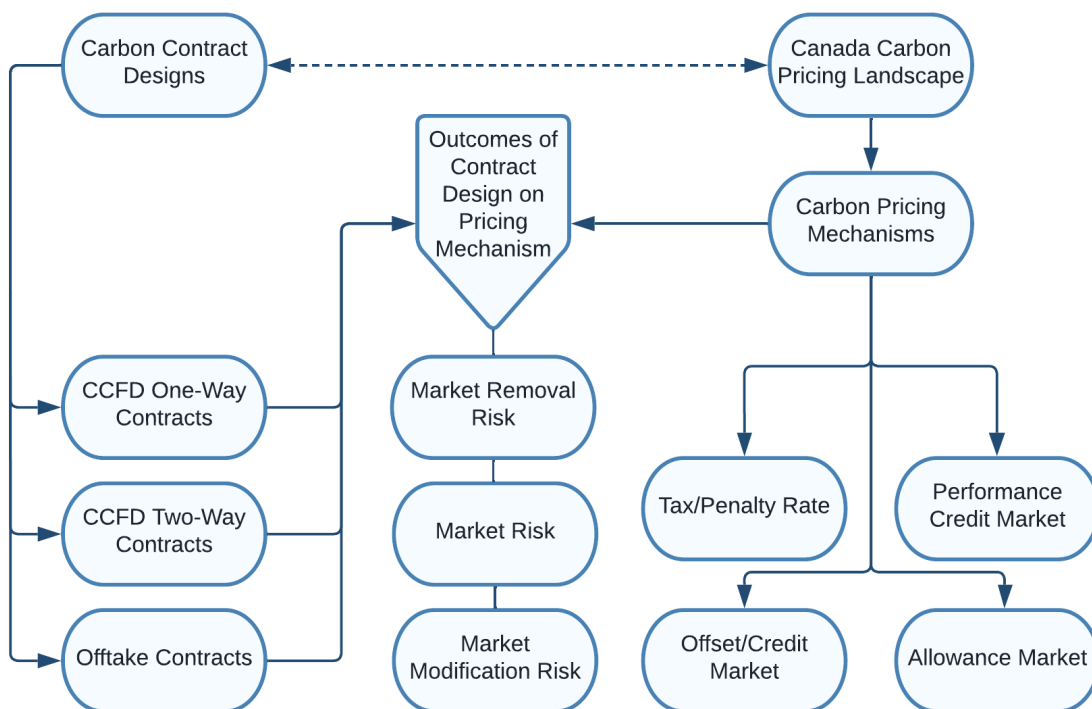 Carbon Contract
Designs
Canada Carbon
Pricing Landscape
Outcomes of
Contract
Design on
Pricing
Mechanism
Carbon Pricing
Mechanisms
CCFD One-Way
Contracts
Market Removal
Risk
CCFD Two-Way
Contracts
Market Risk
Tax/Penalty Rate
Performance
Credit Market
Offtake Contracts
Market
Modification Risk
Offset/Credit
Market
Allowance Market